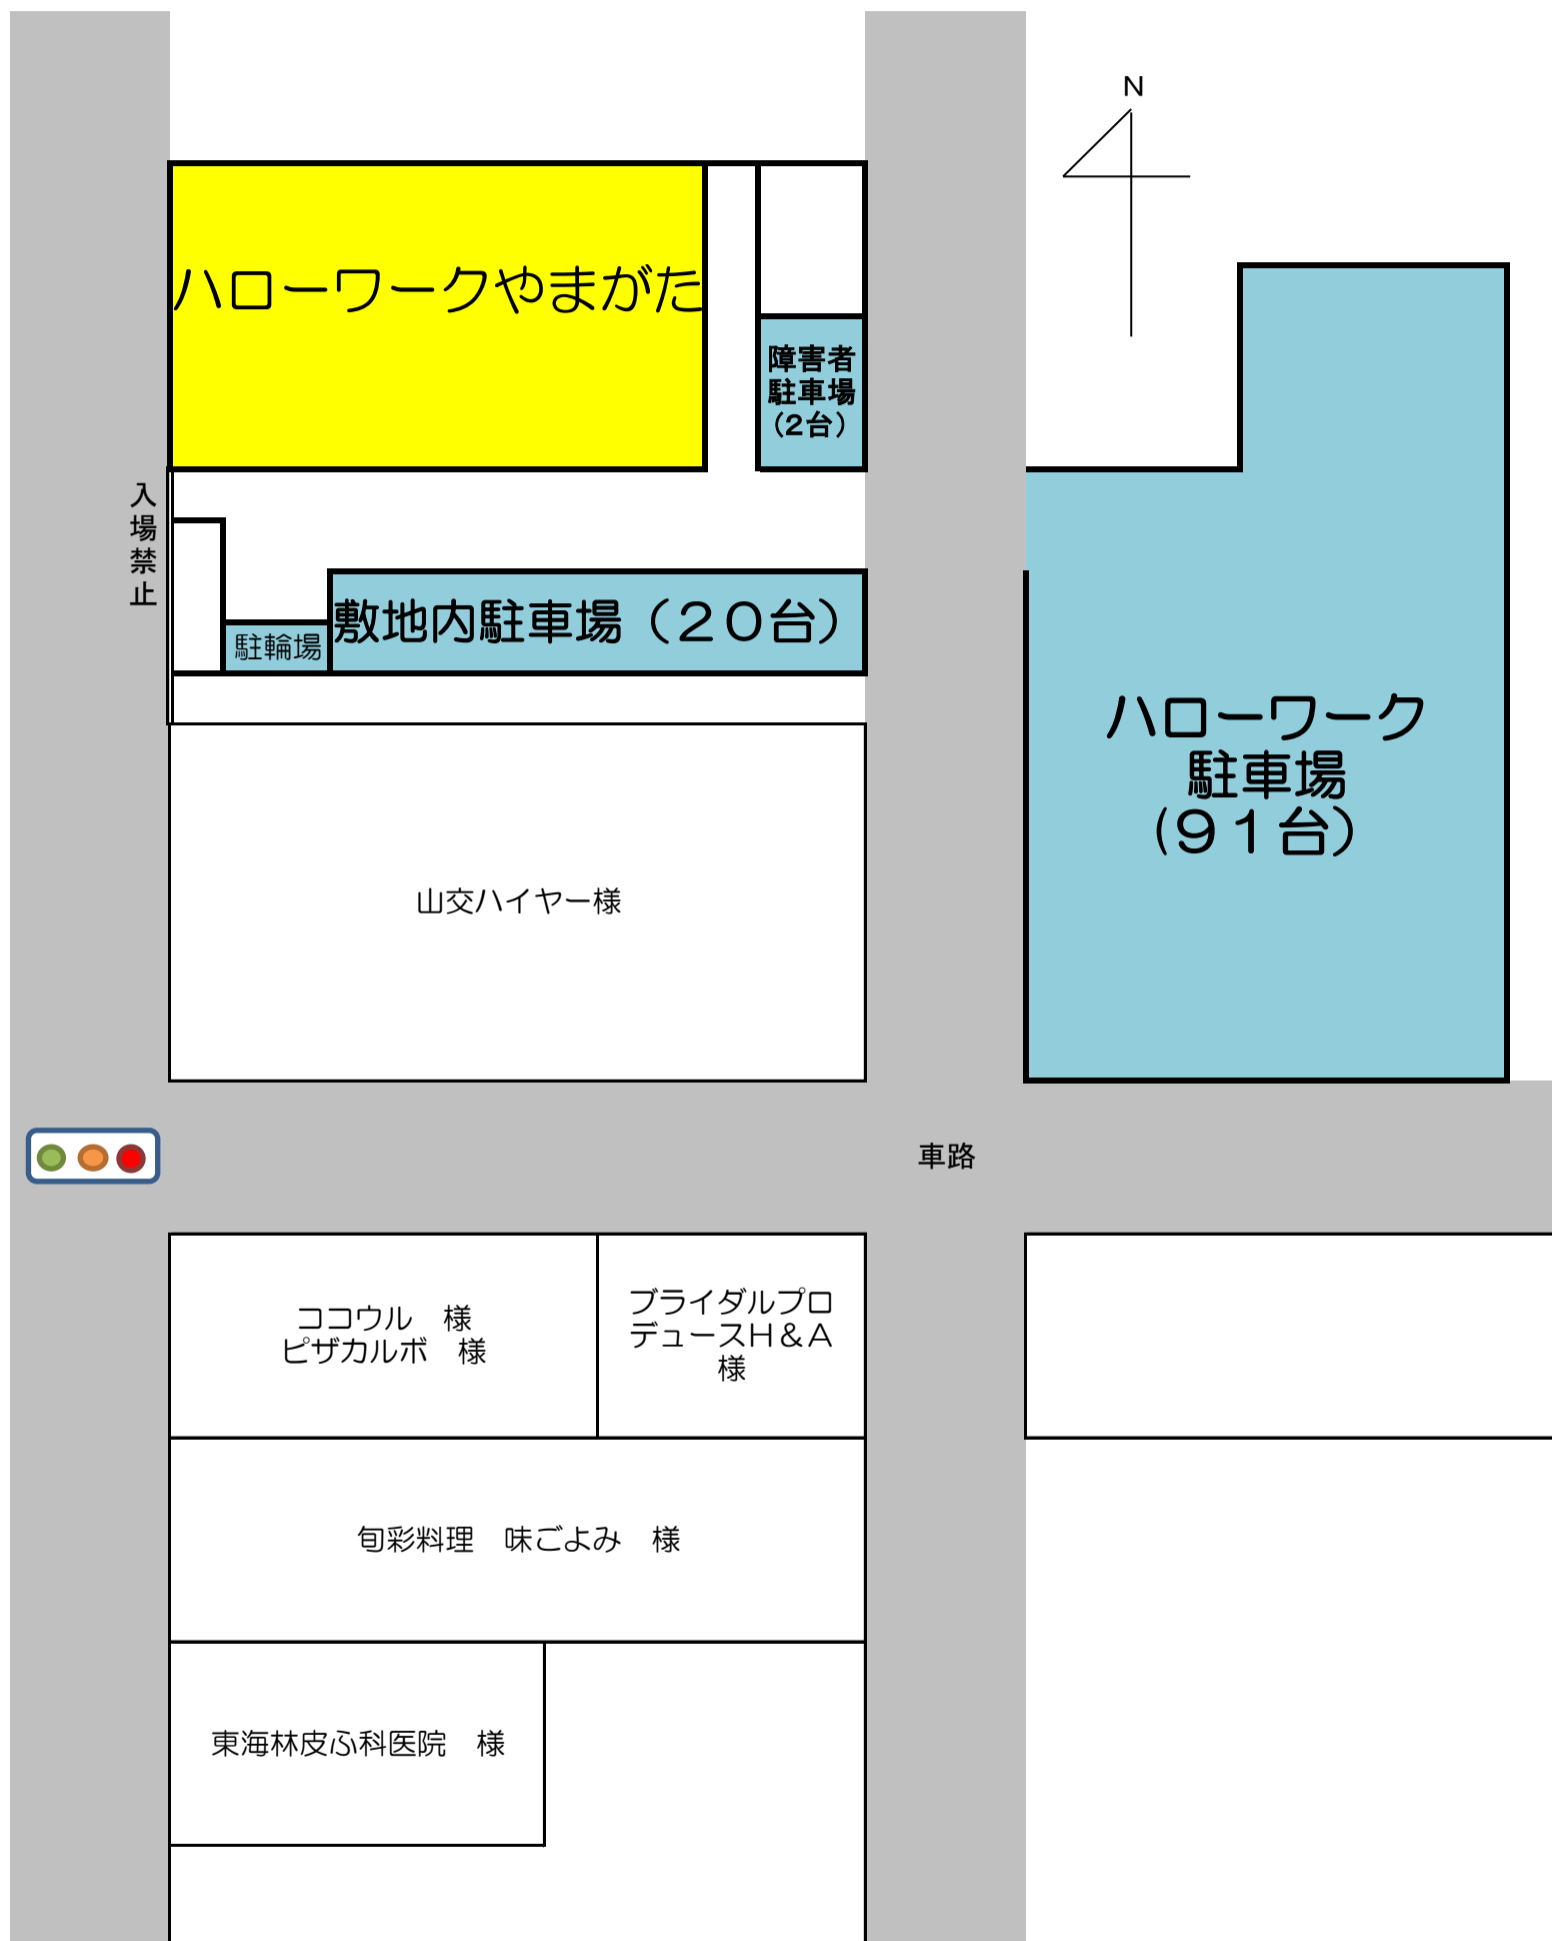 N
ハローワークやまがた
障害者
駐車場
（2台）
入場禁止
敷地内駐車場（２０台）
駐輪場
ハローワーク
駐車場
（９１台）
山交ハイヤー様
車路
ココウル　様
ピザカルボ　様
ブライダルプロ
デュースＨ＆Ａ
様
旬彩料理　味ごよみ　様
東海林皮ふ科医院　様